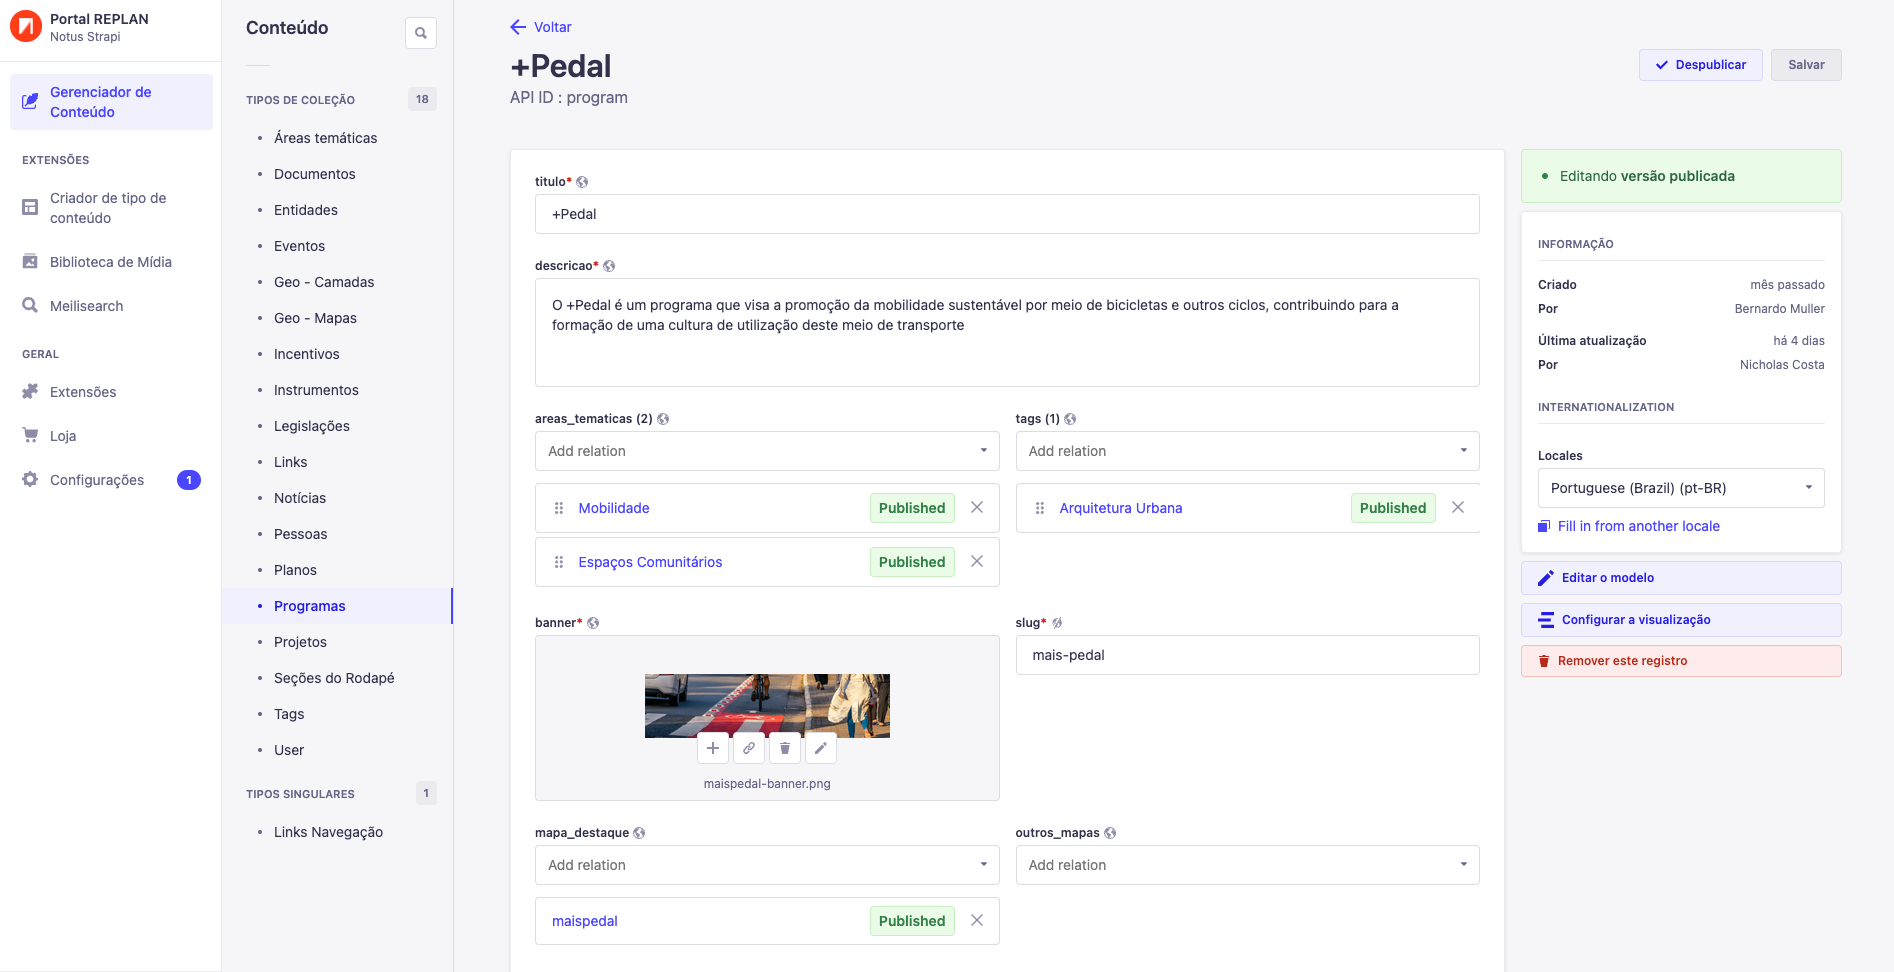 Portal REPLAN
Notus Strapi
Gerenciador de
Conteúdo
EXTENSÕES
Criador de tipo de
conteúdo
Biblioteca de Mídia
Meilisearch
GERAL
Extensões
Loja
Configurações
1
Conteúdo
TIPOS DE COLEÇÃO
18
Áreas temáticas
Documentos
Entidades
Eventos
Geo - Camadas
Geo - Mapas
Incentivos
Instrumentos
Legislações
Links
Notícias
Pessoas
Planos
Programas
Projetos
Seções do Rodapé
Tags
User
TIPOS SINGULARES
1
Links Navegação
Voltar
+Pedal
API ID : program
Despublicar
Salvar
titulo*
+Pedal
descricao*
O +Pedal é um programa que visa a promoção da mobilidade sustentável por meio de bicicletas e outros ciclos, contribuindo para a
formação de uma cultura de utilização deste meio de transporte
areas_tematicas (2)
Add relation
Mobilidade
Published
Espaços Comunitários
Published
tags (1)
Add relation
Arquitetura Urbana
Published
banner*
maispedal-banner.png
slug*
mais-pedal
mapa_destaque
Add relation
maispedal
Published
outros_mapas
Add relation
Editando versão publicada
INFORMAÇÃO
Criado
mês passado
Por
Bernardo Muller
Última atualização
há 4 dias
Por
Nicholas Costa
INTERNATIONALIZATION
Locales
Portuguese (Brazil) (pt-BR)
Fill in from another locale
Editar o modelo
Configurar a visualização
Remover este registro